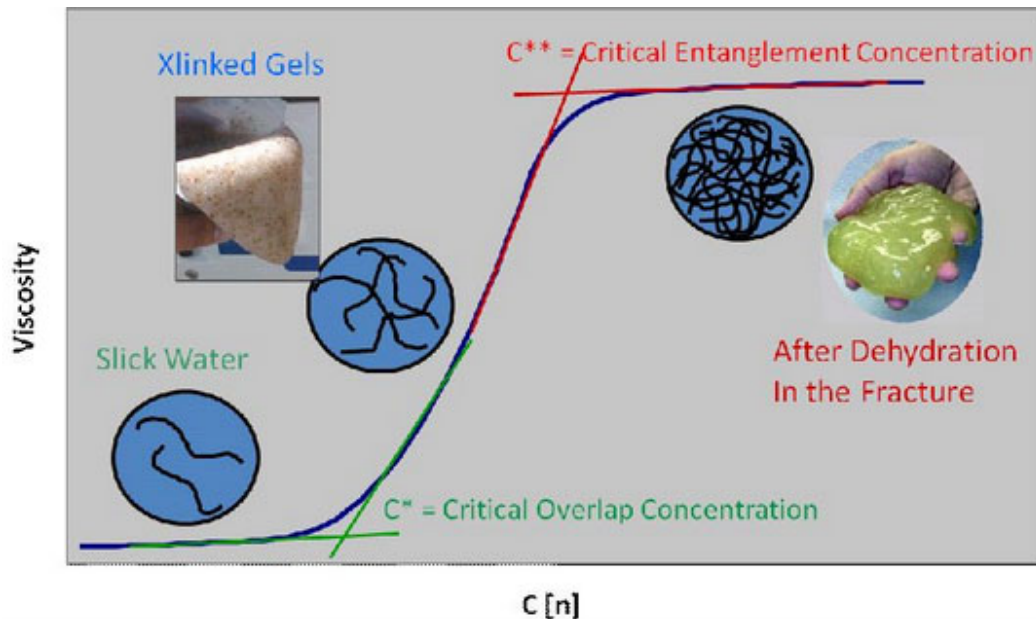 C** = Critical Entanglement Concentration
Xlinked Gels
Slick Water
After Dehydration
In the Fracture
C* = Critical Overlap Concentration
Viscosity
C [n]